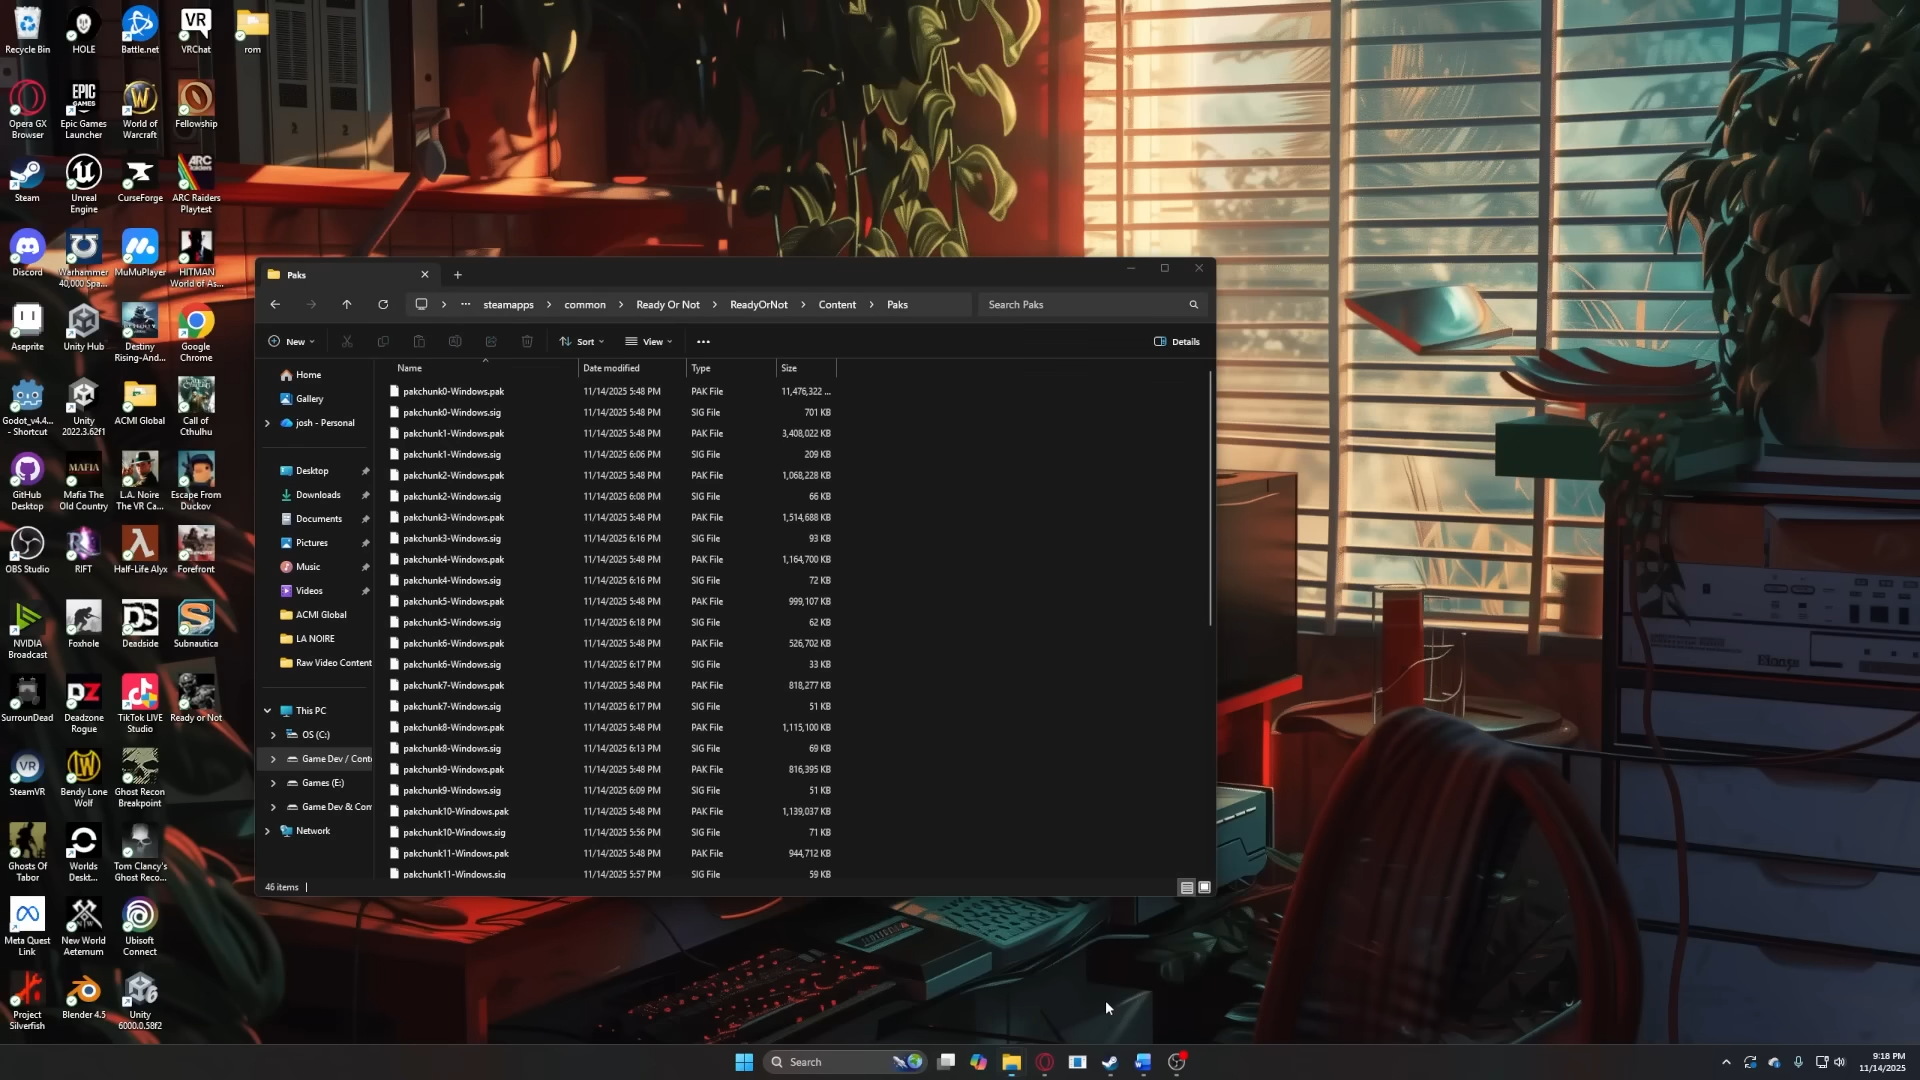 Recycle Bin
HOLE
Battle.net
VRChat
rom
Opera GX Browser
Epic Games Launcher
World of Warcraft
Fellowship
Steam
Unreal Engine
CurseForge
ARC Raiders Playtest
Discord
Warhammer 40,000 Spa...
MuMuPlayer
HITMAN World of As...
Aseprite
Unity Hub
Destiny Rising-And...
Google Chrome
Godot_v4.4... - Shortcut
Unity 2022.3.62f1
ACMI Global
Call of Cthulhu
GitHub Desktop
Mafia The Old Country
L.A. Noire The VR Ca...
Escape From Duckov
OBS Studio
RIFT
Half-Life Alyx
Forefront
NVIDIA Broadcast
Foxhole
Deadside
Subnautica
SurrounDead
Deadzone Rogue
TikTok LIVE Studio
Ready or Not
SteamVR
Bendy Lone Wolf
Ghost Recon Breakpoint
Ghosts Of Tabor
Worlds Deskt...
Tom Clancy's Ghost Reco...
Meta Quest Link
New World Aeternum
Ubisoft Connect
Project Silverfish
Blender 4.5
Unity 6000.0.58f2
Paks
steamapps > common > Ready Or Not > ReadyOrNot > Content > Paks
Search Paks
New
Sort
View
Details
Home
Gallery
josh - Personal
Desktop
Downloads
Documents
Pictures
Music
Videos
ACMI Global
LA NOIRE
Raw Video Content
This PC
OS (C:)
Game Dev / Conte
Games (E:)
Game Dev & Con
Network
Name Date modified Type Size
pakchunk0-Windows.pak 11/14/2025 5:48 PM PAK File 11,476,322 ...
pakchunk0-Windows.sig 11/14/2025 5:48 PM SIG File 701 KB
pakchunk1-Windows.pak 11/14/2025 5:48 PM PAK File 3,408,022 KB
pakchunk1-Windows.sig 11/14/2025 6:06 PM SIG File 209 KB
pakchunk2-Windows.pak 11/14/2025 5:48 PM PAK File 1,068,228 KB
pakchunk2-Windows.sig 11/14/2025 6:08 PM SIG File 66 KB
pakchunk3-Windows.pak 11/14/2025 5:48 PM PAK File 1,514,688 KB
pakchunk3-Windows.sig 11/14/2025 6:16 PM SIG File 93 KB
pakchunk4-Windows.pak 11/14/2025 5:48 PM PAK File 1,164,700 KB
pakchunk4-Windows.sig 11/14/2025 6:16 PM SIG File 72 KB
pakchunk5-Windows.pak 11/14/2025 5:48 PM PAK File 999,107 KB
pakchunk5-Windows.sig 11/14/2025 6:18 PM SIG File 62 KB
pakchunk6-Windows.pak 11/14/2025 5:48 PM PAK File 526,702 KB
pakchunk6-Windows.sig 11/14/2025 6:17 PM SIG File 33 KB
pakchunk7-Windows.pak 11/14/2025 5:48 PM PAK File 818,277 KB
pakchunk7-Windows.sig 11/14/2025 6:17 PM SIG File 51 KB
pakchunk8-Windows.pak 11/14/2025 5:48 PM PAK File 1,115,100 KB
pakchunk8-Windows.sig 11/14/2025 6:13 PM SIG File 69 KB
pakchunk9-Windows.pak 11/14/2025 5:48 PM PAK File 816,395 KB
pakchunk9-Windows.sig 11/14/2025 6:09 PM SIG File 51 KB
pakchunk10-Windows.pak 11/14/2025 5:48 PM PAK File 1,139,037 KB
pakchunk10-Windows.sig 11/14/2025 5:56 PM SIG File 71 KB
pakchunk11-Windows.pak 11/14/2025 5:48 PM PAK File 944,712 KB
pakchunk11-Windows.sig 11/14/2025 5:57 PM SIG File 59 KB
46 items
Search
9:18 PM
11/14/2025